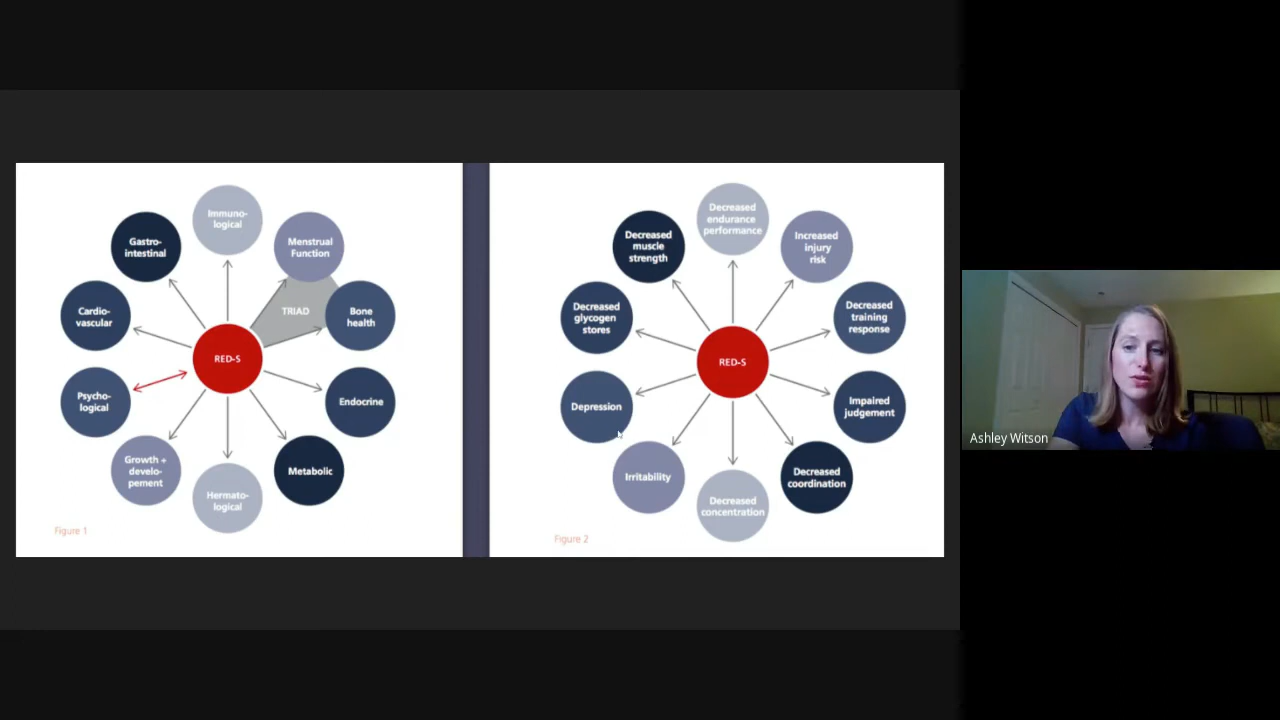 Immuno-
logical
Menstrual
Function
Bone
health
Endocrine
Metabolic
Hermato-
logical
Growth +
develo-
pement
Psycho-
logical
Cardio-
vascular
Gastro-
intestinal
TRIAD
RED-S
Figure 1
Decreased
endurance
performance
Increased
injury
risk
Decreased
training
response
Impaired
judgement
Decreased
coordination
Decreased
concentration
Irritability
Depression
Decreased
glycogen
stores
Decreased
muscle
strength
RED-S
Figure 2
Ashley Witson